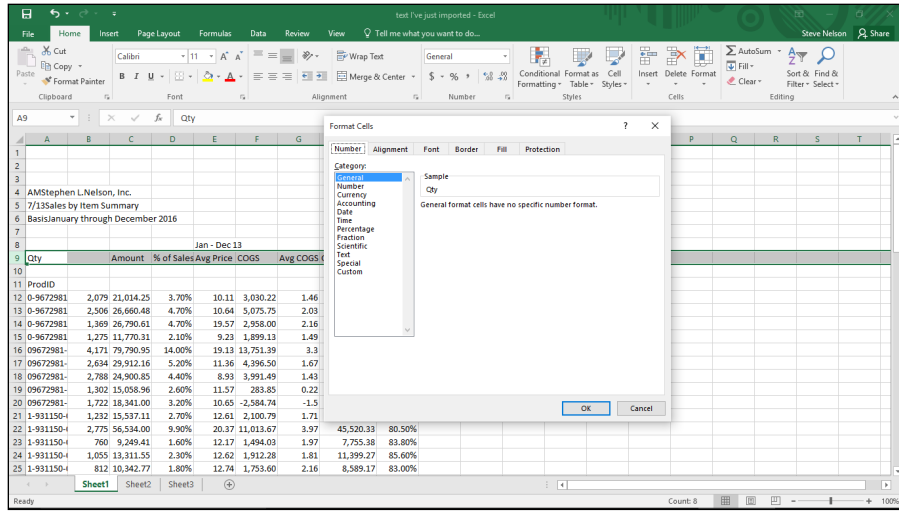 text I've just imported - Excel
File Home Insert Page Layout Formulas Data Review View Tell me what you want to do... Steve Nelson Share
Cut
Copy
Format Painter
Paste
Calibri 11
B I U
Wrap Text
Merge & Center
General
$ % ,
Conditional Formatting
Format as Table
Cell Styles
Insert Delete Format
AutoSum
Fill
Clear
Sort & Filter
Find & Select
Clipboard Font Alignment Number Styles Cells Editing
A9 fx Qty
A B C D E F G P Q R S T
1
2
3
4 AMStephen L.Nelson, Inc.
5 7/13Sales by Item Summary
6 BasisJanuary through December 2016
7
8 Jan - Dec 13
9 Qty Amount % of Sales Avg Price COGS Avg COGS
10
11 ProdID
12 0-9672981 2,079 21,014.25 3.70% 10.11 3,030.22 1.46
13 0-9672981 2,506 26,660.48 4.70% 10.64 5,075.75 2.03
14 0-9672981 1,369 26,790.61 4.70% 19.57 2,958.00 2.16
15 0-9672981 1,275 11,770.31 2.10% 9.23 1,899.13 1.49
16 09672981- 4,171 79,790.95 14.00% 19.13 13,751.39 3.3
17 09672981- 2,634 29,912.16 5.20% 11.36 4,396.50 1.67
18 09672981- 2,788 24,900.85 4.40% 8.93 3,991.49 1.43
19 09672981- 1,302 15,058.96 2.60% 11.57 283.85 0.22
20 09672981- 1,722 18,341.00 3.20% 10.65 -2,584.74 -1.5
21 1-931150- 1,232 15,537.11 2.70% 12.61 2,100.79 1.71
22 1-931150- 2,775 56,534.00 9.90% 20.37 11,013.67 3.97 45,520.33 80.50%
23 1-931150- 760 9,249.41 1.60% 12.17 1,494.03 1.97 7,755.38 83.80%
24 1-931150- 1,055 13,311.55 2.30% 12.62 1,912.28 1.81 11,399.27 85.60%
25 1-931150- 812 10,342.77 1.80% 12.74 1,753.60 2.16 8,589.17 83.00%
Format Cells ? ×
Number Alignment Font Border Fill Protection
Category:
General
Number
Currency
Accounting
Date
Time
Percentage
Fraction
Scientific
Text
Special
Custom
Sample
Qty
General format cells have no specific number format.
OK Cancel
Sheet1 Sheet2 Sheet3
Ready Count: 8 100%